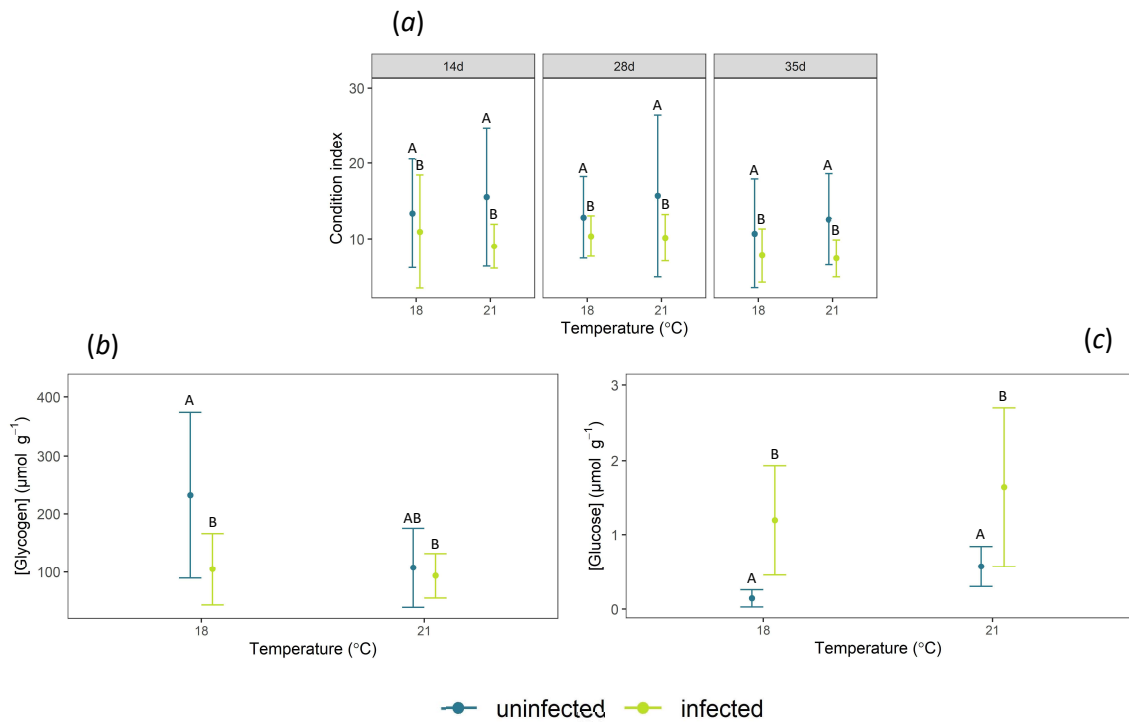 (a)
14d 28d 35d
30
20
10
Condition index
A B A B
A B A B
A B A B
18 21 18 21 18 21
Temperature (°C)
(b)
400
300
200
100
[Glycogen] (μmol g⁻¹)
A B AB B
18 21
Temperature (°C)
(c)
3
2
1
0
[Glucose] (μmol g⁻¹)
A B A B
18 21
Temperature (°C)
uninfected infected